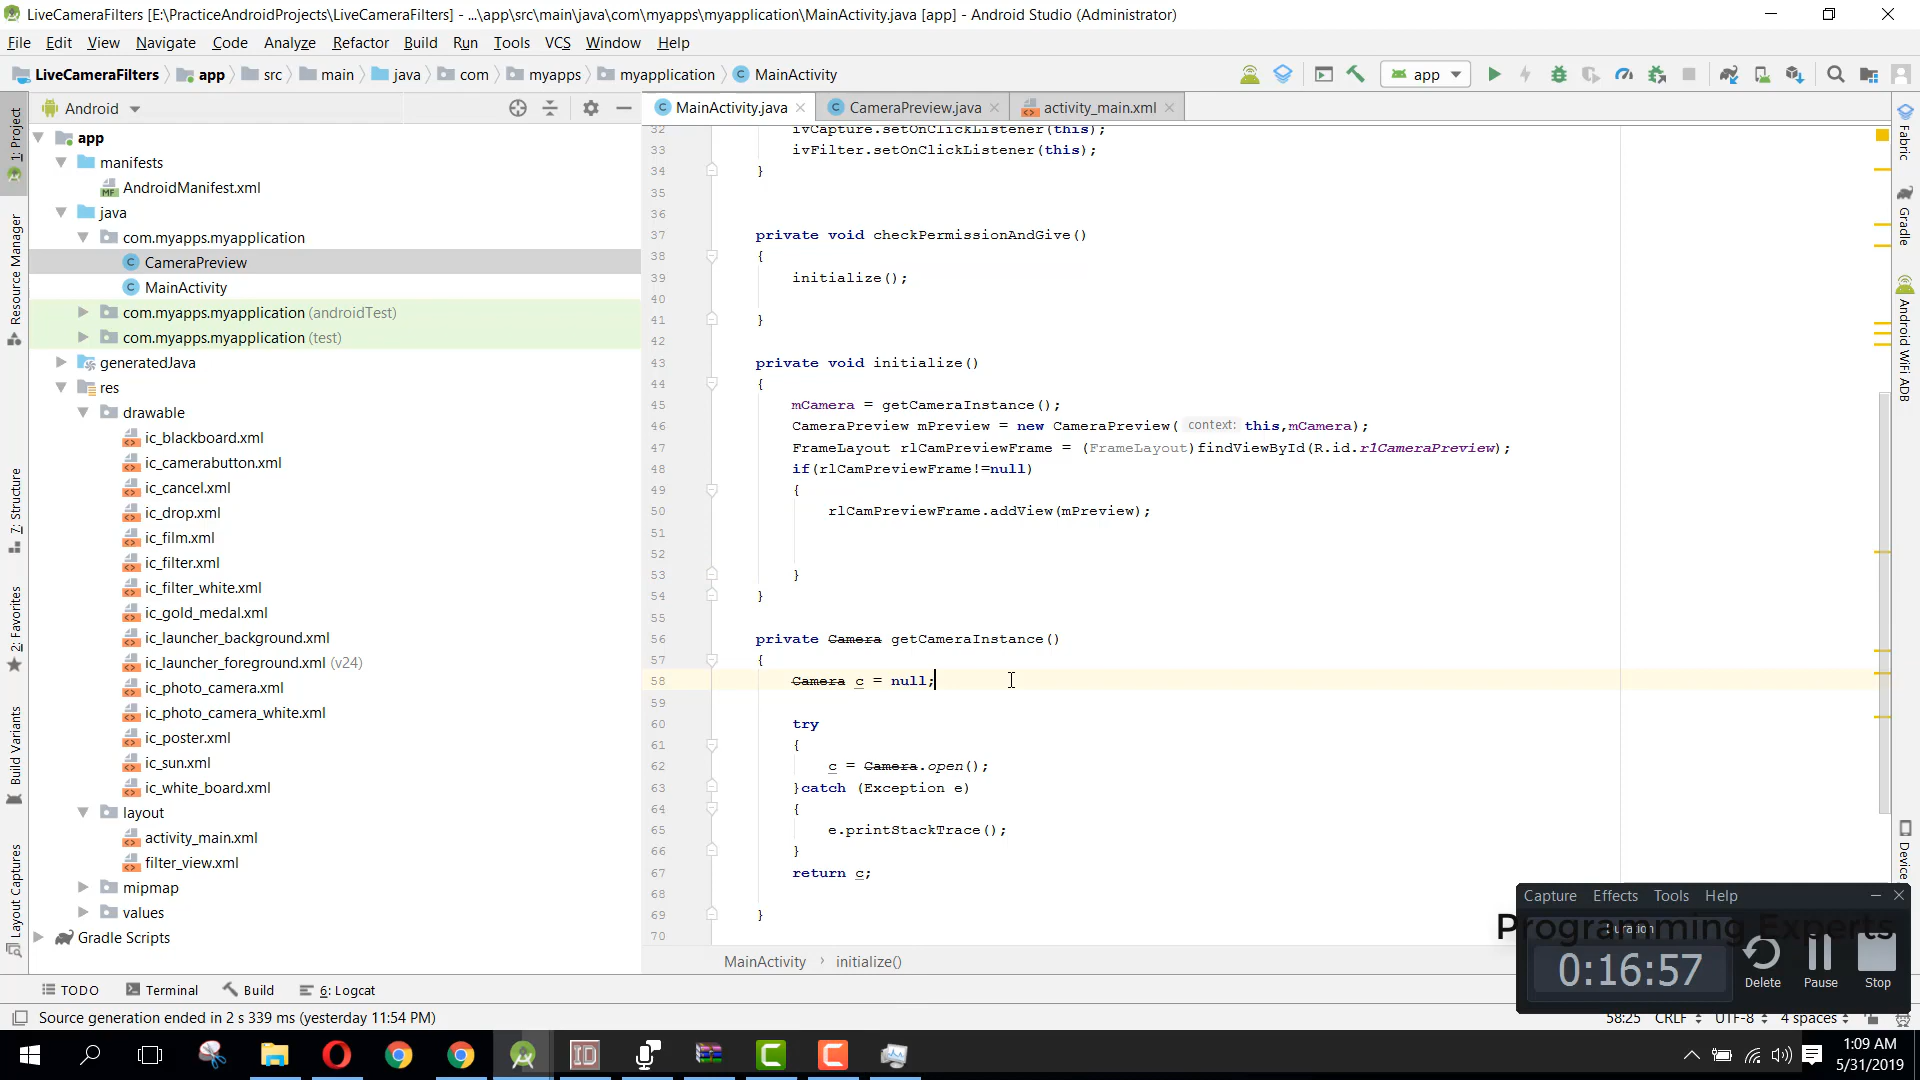 LiveCameraFilters [E:\PracticeAndroidProjects\LiveCameraFilters] - ...\app\src\main\java\com\myapps\myapplication\MainActivity.java [app] - Android Studio (Administrator)
File Edit View Navigate Code Analyze Refactor Build Run Tools VCS Window Help
LiveCameraFilters app src main java com myapps myapplication MainActivity app
Android
MainActivity.java CameraPreview.java activity_main.xml
1: Project
Resource Manager
7: Structure
2: Favorites
Build Variants
Layout Captures
app
manifests
AndroidManifest.xml
java
com.myapps.myapplication
CameraPreview
MainActivity
com.myapps.myapplication (androidTest)
com.myapps.myapplication (test)
generatedJava
res
drawable
ic_blackboard.xml
ic_camerabutton.xml
ic_cancel.xml
ic_drop.xml
ic_film.xml
ic_filter.xml
ic_filter_white.xml
ic_gold_medal.xml
ic_launcher_background.xml
ic_launcher_foreground.xml (v24)
ic_photo_camera.xml
ic_photo_camera_white.xml
ic_poster.xml
ic_sun.xml
ic_white_board.xml
layout
activity_main.xml
filter_view.xml
mipmap
values
Gradle Scripts
32 ivCapture.setOnClickListener(this);
33 ivFilter.setOnClickListener(this);
34 }
35
36
37 private void checkPermissionAndGive()
38 {
39 initialize();
40
41 }
42
43 private void initialize()
44 {
45 mCamera = getCameraInstance();
46 CameraPreview mPreview = new CameraPreview( context: this,mCamera);
47 FrameLayout rlCamPreviewFrame = (FrameLayout)findViewById(R.id.rlCameraPreview);
48 if(rlCamPreviewFrame!=null)
49 {
50 rlCamPreviewFrame.addView(mPreview);
51
52
53 }
54 }
55
56 private Camera getCameraInstance()
57 {
58 Camera c = null;
59
60 try
61 {
62 c = Camera.open();
63 }catch (Exception e)
64 {
65 e.printStackTrace();
66 }
67 return c;
68
69 }
70
MainActivity › initialize()
Fabric
Gradle
Android WiFi ADB
Capture Effects Tools Help
Programming Experts
Duration
0:16:57
Delete Pause Stop
TODO Terminal Build 6: Logcat
Source generation ended in 2 s 339 ms (yesterday 11:54 PM)
58:25 CRLF UTF-8 4 spaces
1:09 AM
5/31/2019